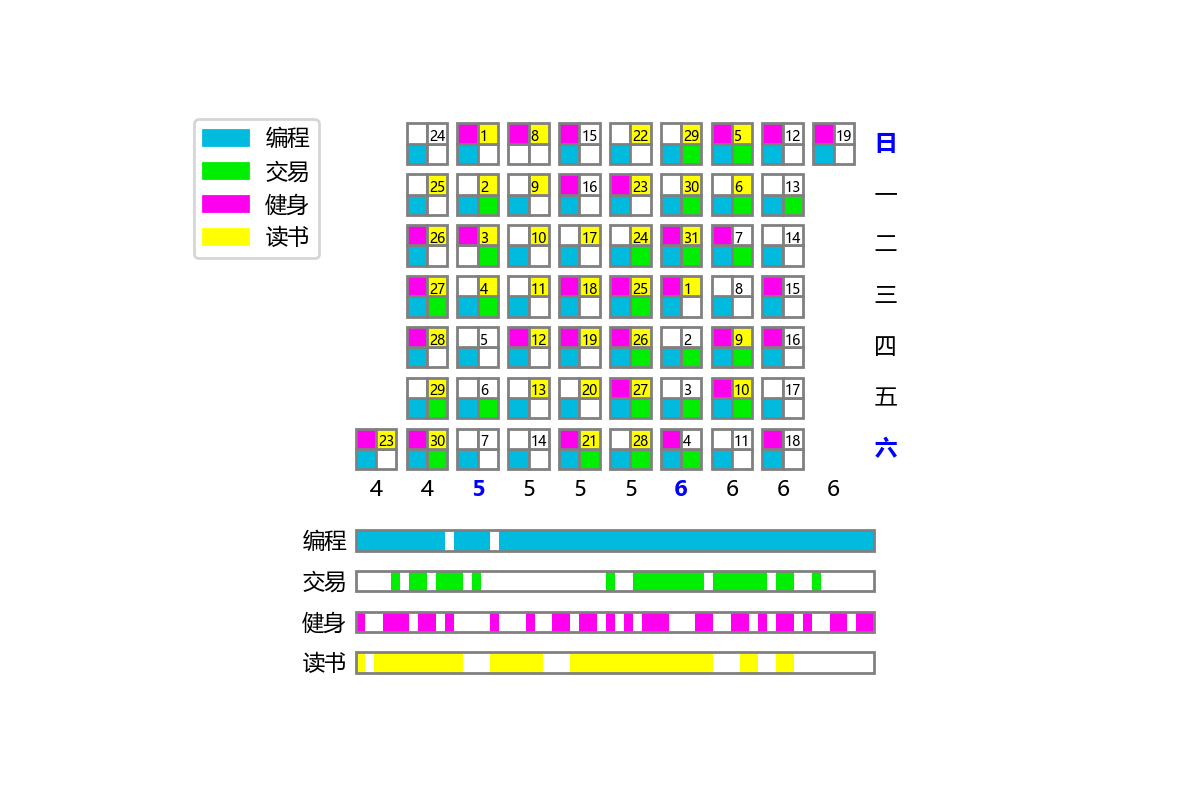 编程
交易
健身
读书
24 1 8 15 22 29 5 12 19 日
25 2 9 16 23 30 6 13 一
26 3 10 17 24 31 7 14 二
27 4 11 18 25 1 8 15 三
28 5 12 19 26 2 9 16 四
29 6 13 20 27 3 10 17 五
23 30 7 14 21 28 4 11 18 六
4 4 5 5 5 5 6 6 6 6
编程
交易
健身
读书